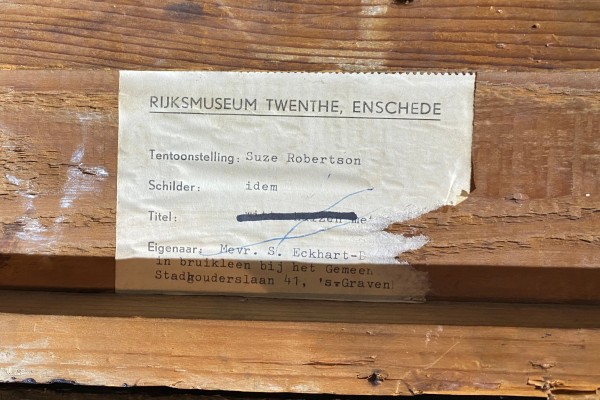 RIJKSMUSEUM TWENTHE, ENSCHEDE
Tentoonstelling: Suze Robertson
Schilder: idem
Titel: met
Eigenaar: Mevr. S. Eckhart-
in bruikleen bij het Gemeen
Stadhouderslaan 41, 's-Graven